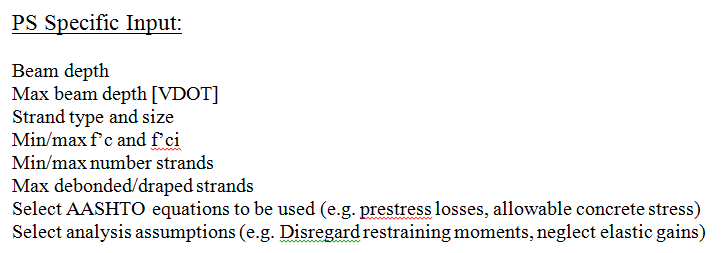 PS Specific Input:
Beam depth
Max beam depth [VDOT]
Strand type and size
Min/max f’c and f’ci
Min/max number strands
Max debonded/draped strands
Select AASHTO equations to be used (e.g. prestress losses, allowable concrete stress)
Select analysis assumptions (e.g. Disregard restraining moments, neglect elastic gains)